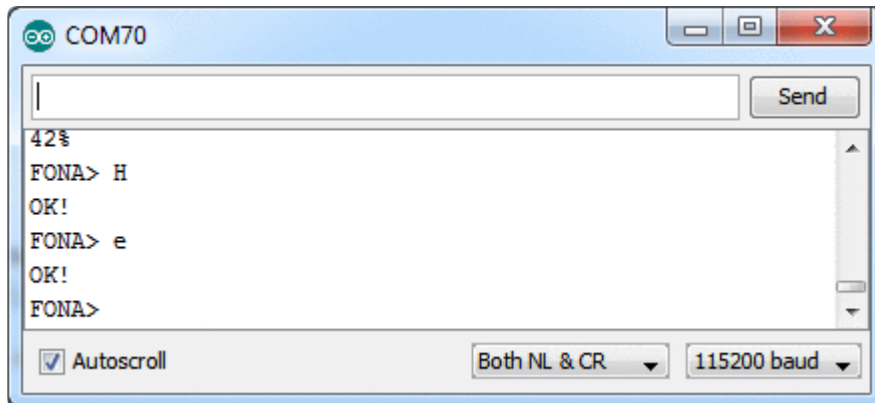 COM70
Send
42%
FONA> H
OK!
FONA> e
OK!
FONA>
Autoscroll
Both NL & CR
115200 baud